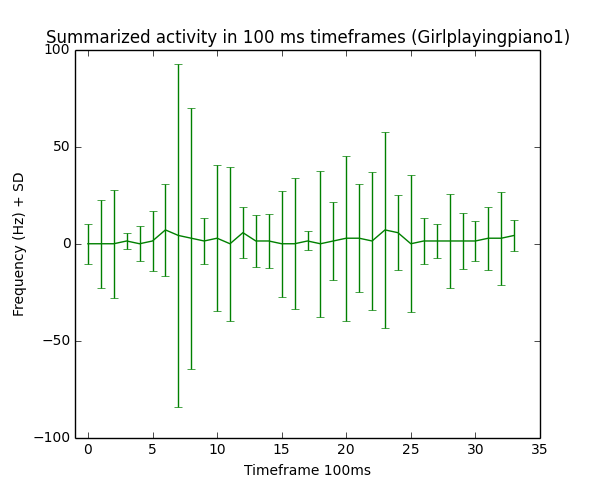 Summarized activity in 100 ms timeframes (Girlplayingpiano1)
100
50
0
−50
−100
Frequency (Hz) + SD
0 5 10 15 20 25 30 35
Timeframe 100ms